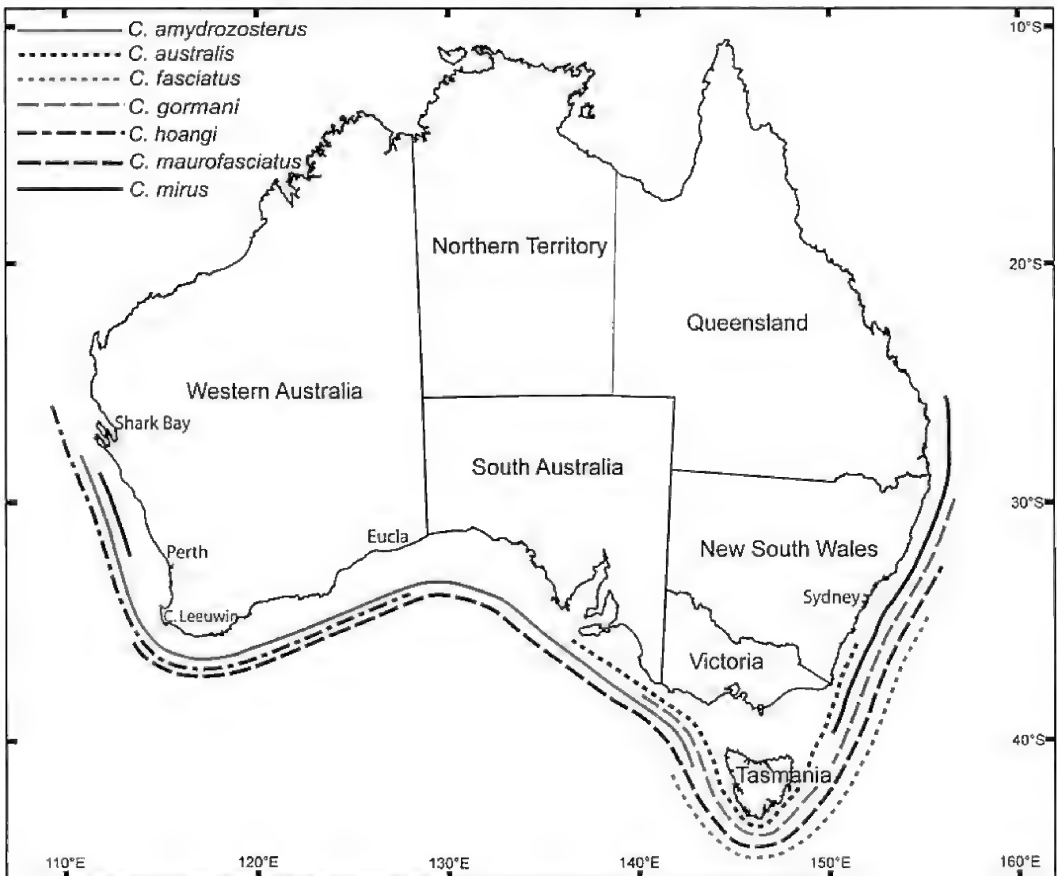 C. amydrozosterus
C. australis
C. fasciatus
C. gormani
C. hoangi
C. maurofasciatus
C. mirus
10°S
Northern Territory
20°S
Queensland
Western Australia
Shark Bay
South Australia
30°S
Eucla
Perth
New South Wales
Sydney
C. Leeuwin
Victoria
40°S
Tasmania
110°E
120°E
130°E
140°E
150°E
160°E